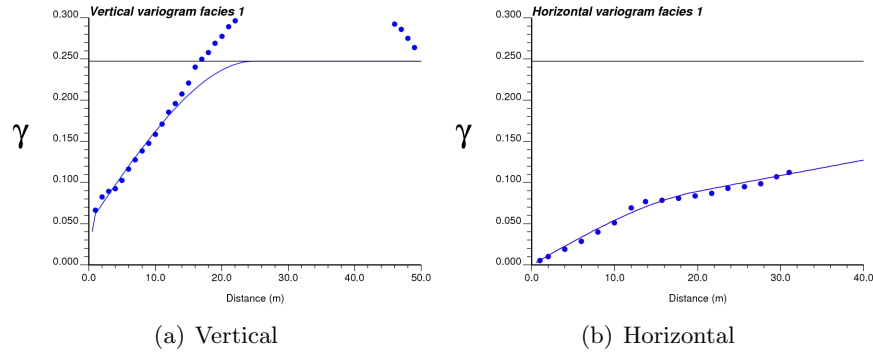 Vertical variogram facies 1
0.300
0.250
0.200
0.150
0.100
0.050
0.000
γ
0.0 10.0 20.0 30.0 40.0 50.0
Distance (m)
(a) Vertical
Horizontal variogram facies 1
0.300
0.250
0.200
0.150
0.100
0.050
0.000
γ
0.0 10.0 20.0 30.0 40.0
Distance (m)
(b) Horizontal